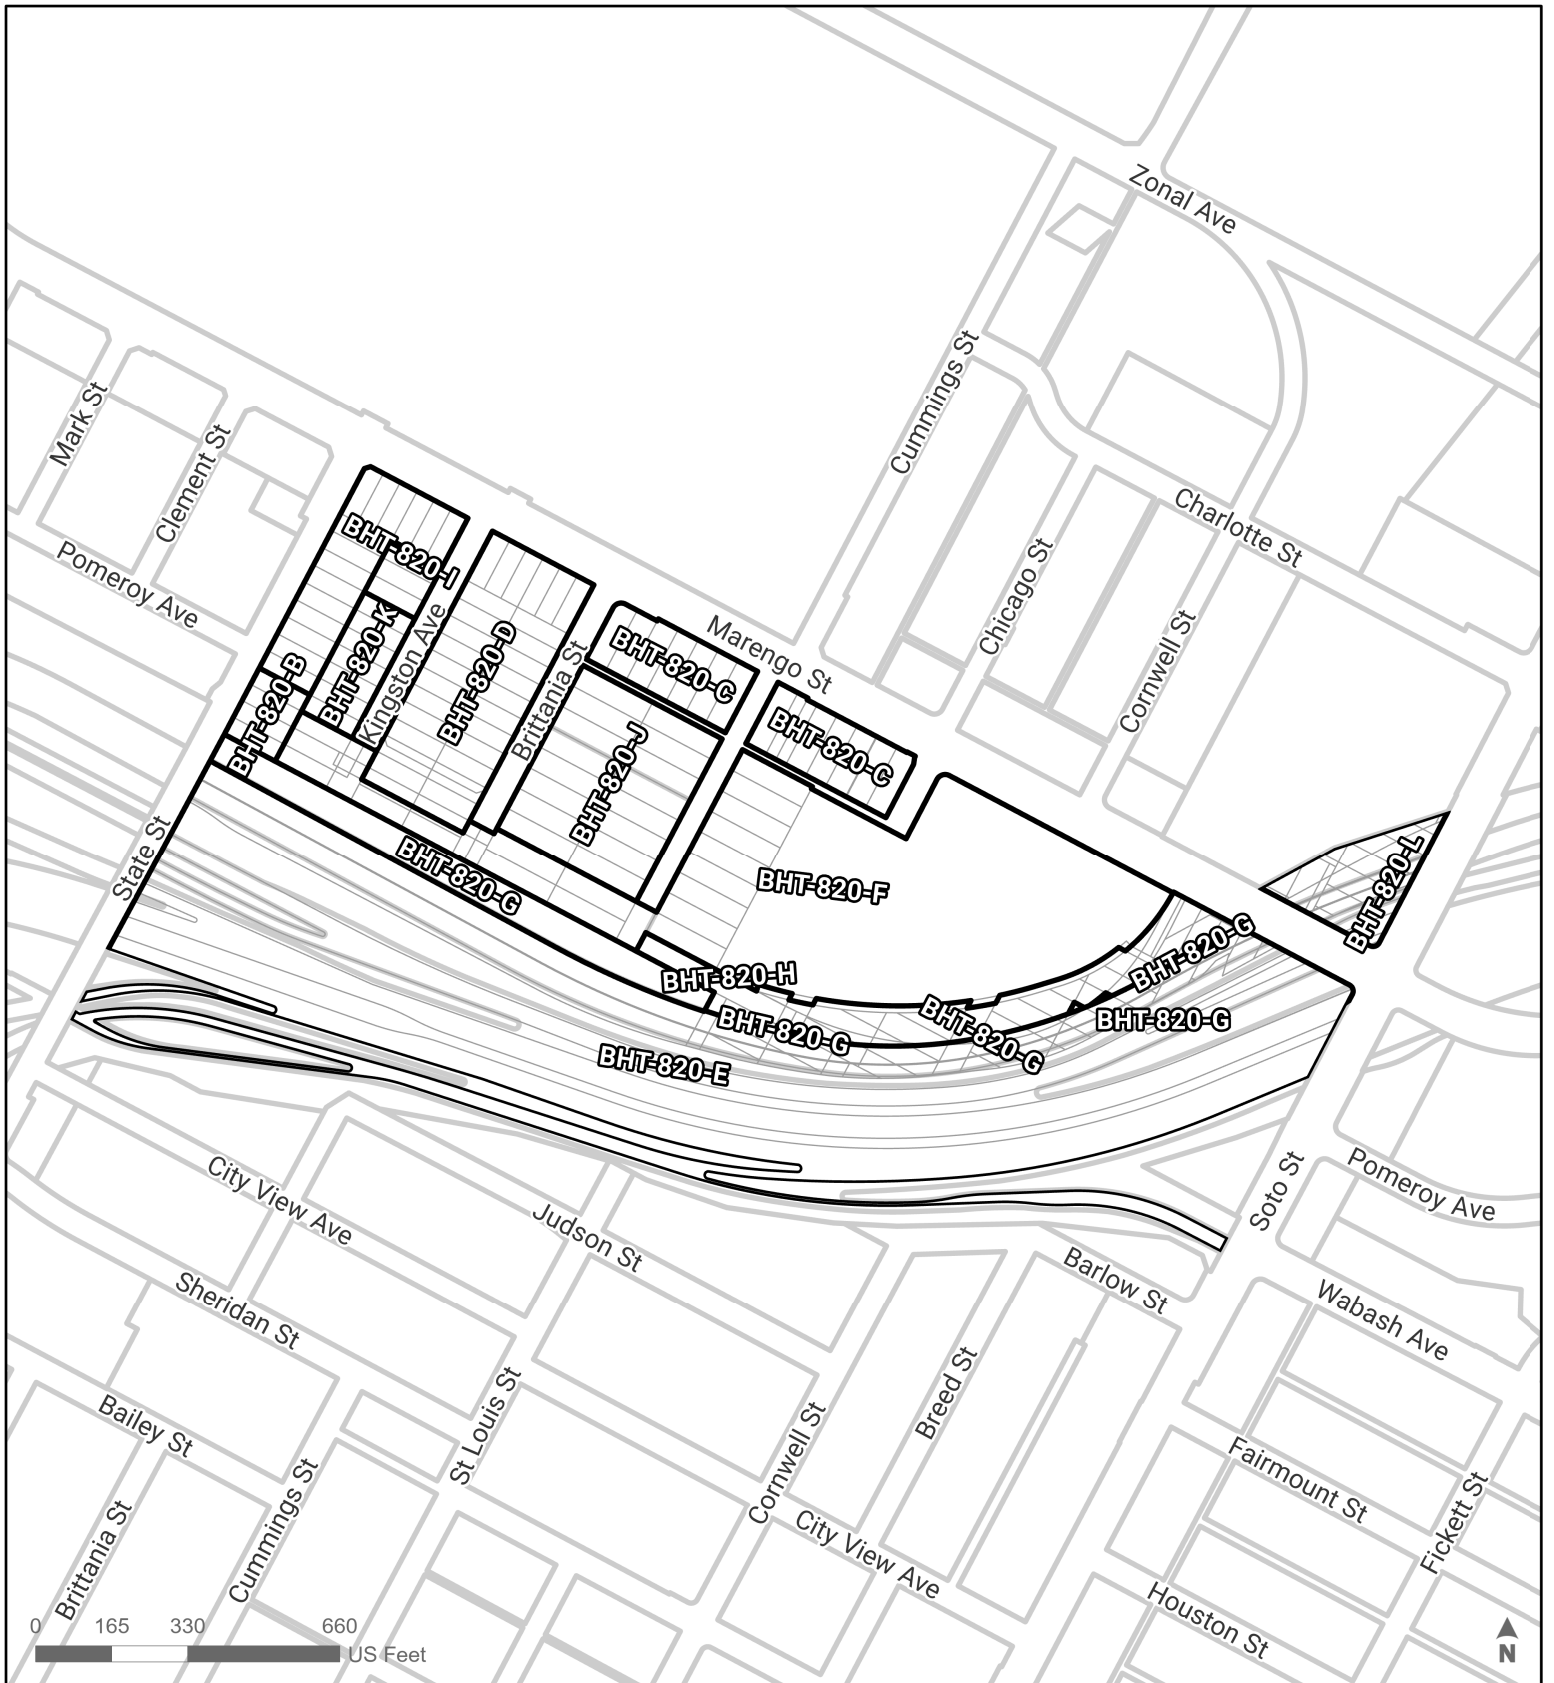 Zonal Ave
Cummings St
Mark St
Clement St
Charlotte St
BHT-820-I
Pomeroy Ave
Chicago St
BHT-820-K
Kingston Ave
BHT-820-D
Marengo St
BHT-820-C
Cornwell St
BHT-820-B
Brittania St
BHT-820-C
BHT-820-J
State St
BHT-820-G
BHT-820-F
BHT-820-L
BHT-820-G
BHT-820-H
BHT-820-G
BHT-820-G
BHT-820-G
BHT-820-E
City View Ave
Judson St
Soto St
Pomeroy Ave
Barlow St
Sheridan St
Wabash Ave
Bailey St
St Louis St
Breed St
Cornwell St
Fairmount St
Brittania St
Cummings St
City View Ave
Fickett St
Houston St
0 165 330 660
US Feet
N